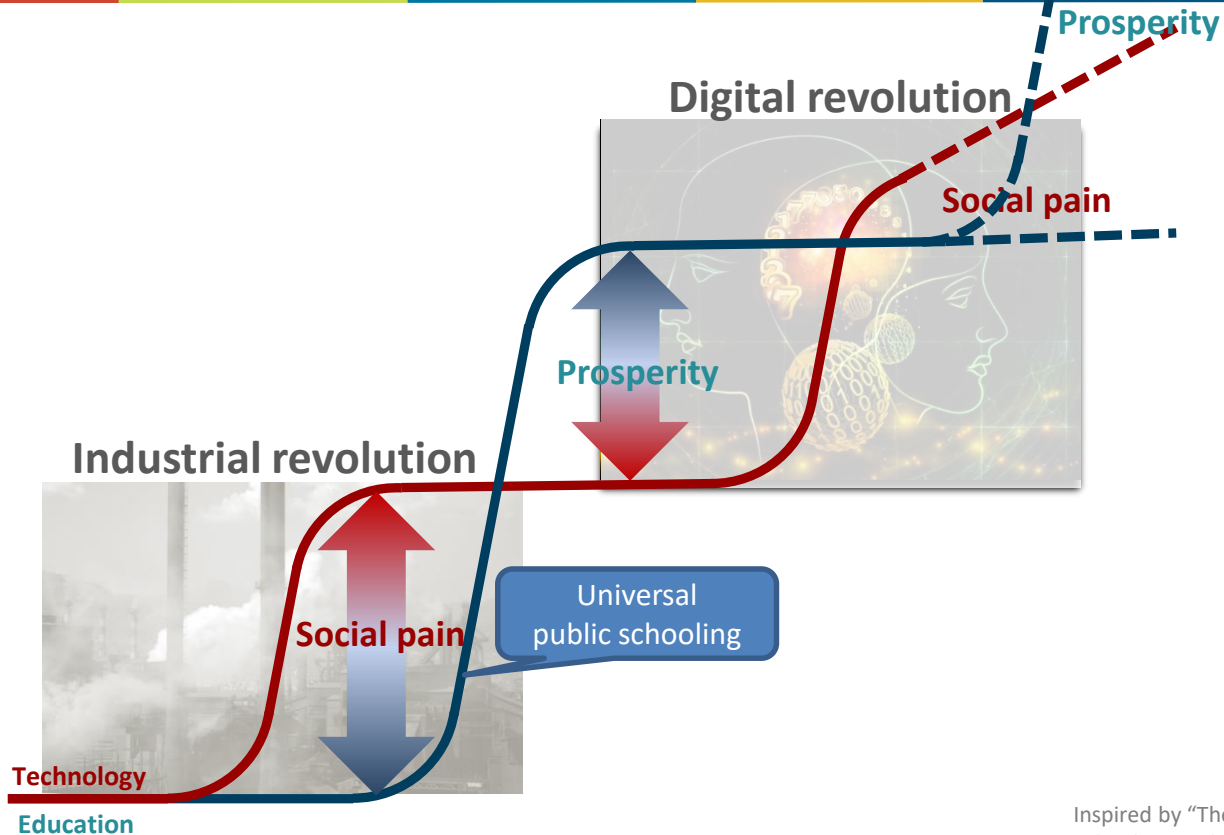 Prosperity
Digital revolution
Social pain
Prosperity
Industrial revolution
Universal
public schooling
Social pain
Technology
Education
Inspired by “The